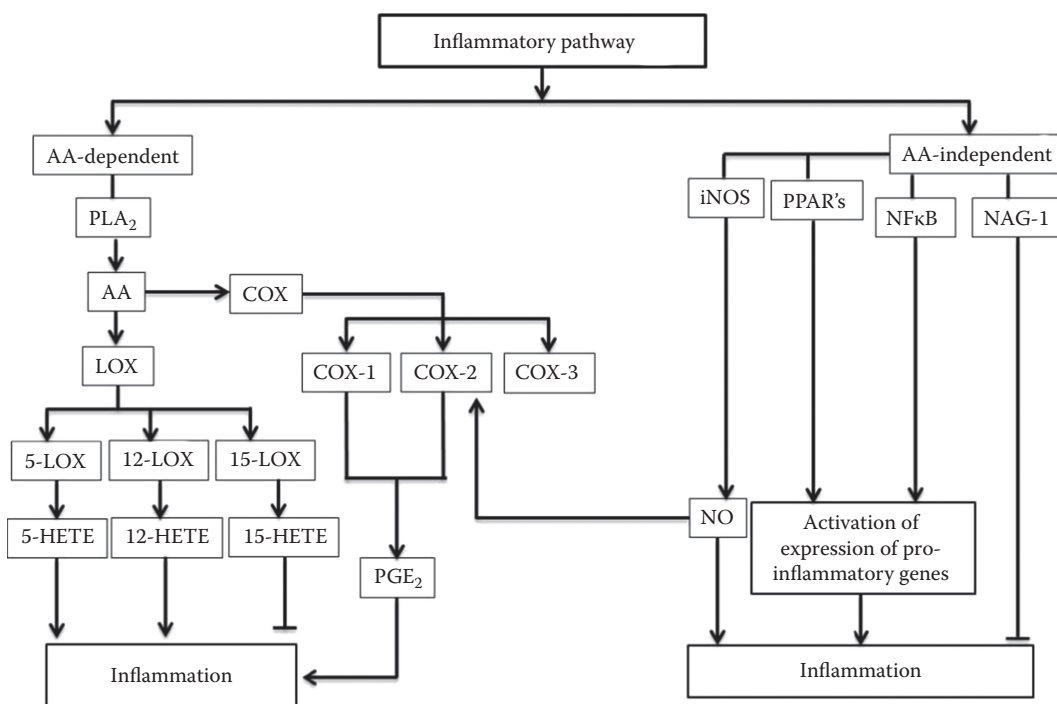 Inflammatory pathway
AA-dependent
AA-independent
PLA₂
iNOS
PPAR's
NFκB
NAG-1
AA
COX
LOX
COX-1
COX-2
COX-3
5-LOX
12-LOX
15-LOX
5-HETE
12-HETE
15-HETE
PGE₂
NO
Activation of
expression of pro-
inflammatory genes
Inflammation
Inflammation